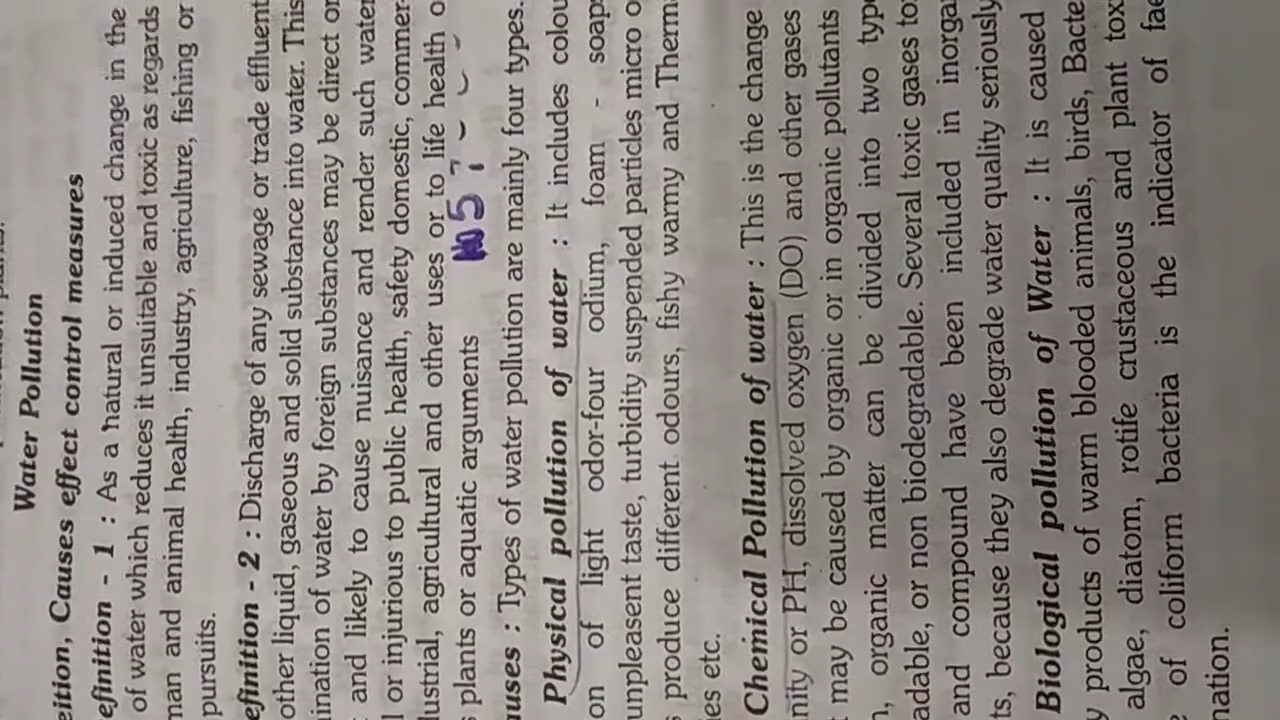 Water Pollution
eition, Causes effect control measures
efinition - 1 : As a natural or induced change in the
of water which reduces it unsuitable and toxic as regards
man and animal health, industry, agriculture, fishing or
pursuits.
efinition - 2 : Discharge of any sewage or trade effluent
other liquid, gaseous and solid substance into water. This
ination of water by foreign substances may be direct or
and likely to cause nuisance and render such water
l or injurious to public health, safety domestic, commer-
lustrial, agricultural and other uses or to life health o
s plants or aquatic arguments
No 5
auses : Types of water pollution are mainly four types.
Physical pollution of water : It includes colou
on of light odor-four odium, foam - soaps
unpleasent taste, turbidity suspended particles micro o
s produce different odours, fishy warmy and Therma
ies etc.
Chemical Pollution of water : This is the change
nity or PH, dissolved oxygen (DO) and other gases
t may be caused by organic or in organic pollutants
n, organic matter can be divided into two type
adable, or non biodegradable. Several toxic gases to
and compound have been included in inorgan
ts, because they also degrade water quality seriously
Biological pollution of Water : It is caused
y products of warm blooded animals, birds, Bacte
algae, diatom, rotife crustaceous and plant tox
e of coliform bacteria is the indicator of fae
nation.